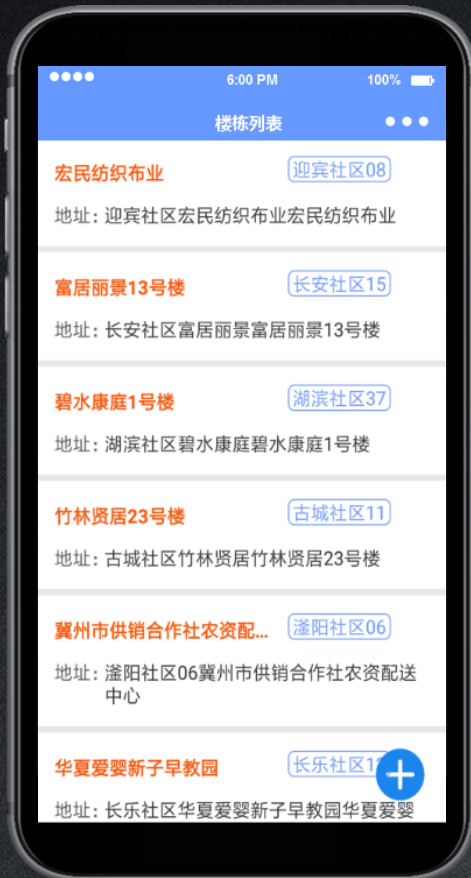 6:00 PM 100%
楼栋列表
宏民纺织布业 迎宾社区08
地址: 迎宾社区宏民纺织布业宏民纺织布业
富居丽景13号楼 长安社区15
地址: 长安社区富居丽景富居丽景13号楼
碧水康庭1号楼 湖滨社区37
地址: 湖滨社区碧水康庭碧水康庭1号楼
竹林贤居23号楼 古城社区11
地址: 古城社区竹林贤居竹林贤居23号楼
冀州市供销合作社农资配... 滏阳社区06
地址: 滏阳社区06冀州市供销合作社农资配送
中心
华夏爱婴新子早教园 长乐社区1
地址: 长乐社区华夏爱婴新子早教园华夏爱婴